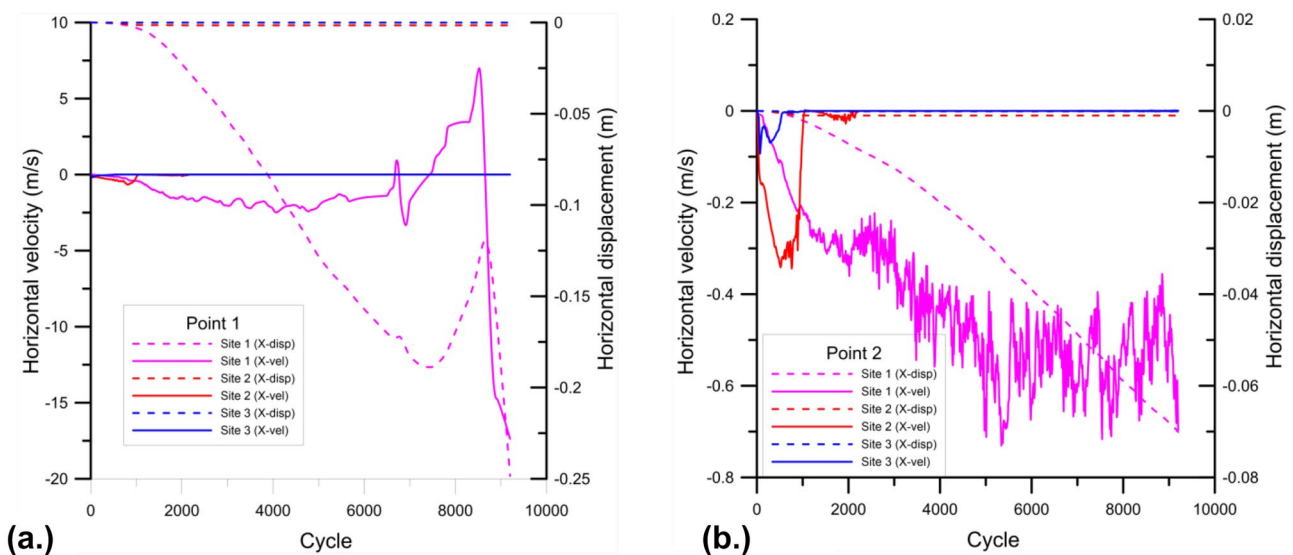 10
5
0
-5
-10
-15
-20
Horizontal velocity (m/s)
0
-0.05
-0.1
-0.15
-0.2
-0.25
Horizontal displacement (m)
Point 1
Site 1 (X-disp)
Site 1 (X-vel)
Site 2 (X-disp)
Site 2 (X-vel)
Site 3 (X-disp)
Site 3 (X-vel)
0 2000 4000 6000 8000 10000
Cycle
(a.)
0.2
0
-0.2
-0.4
-0.6
-0.8
Horizontal velocity (m/s)
0.02
0
-0.02
-0.04
-0.06
-0.08
Horizontal displacement (m)
Point 2
Site 1 (X-disp)
Site 1 (X-vel)
Site 2 (X-disp)
Site 2 (X-vel)
Site 3 (X-disp)
Site 3 (X-vel)
0 2000 4000 6000 8000 10000
Cycle
(b.)